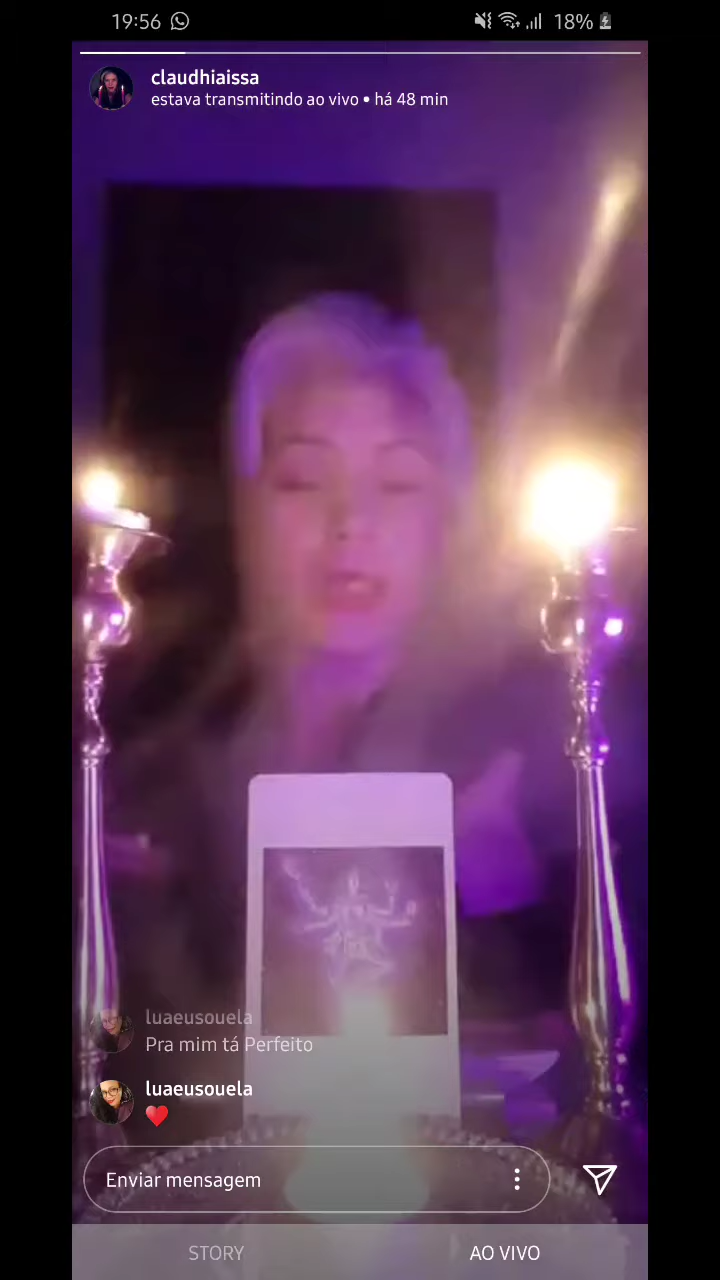 19:56
18%
claudhiaissa
estava transmitindo ao vivo • há 48 min
luaeusouela
Pra mim tá Perfeito
luaeusouela
❤️
Enviar mensagem
STORY
AO VIVO